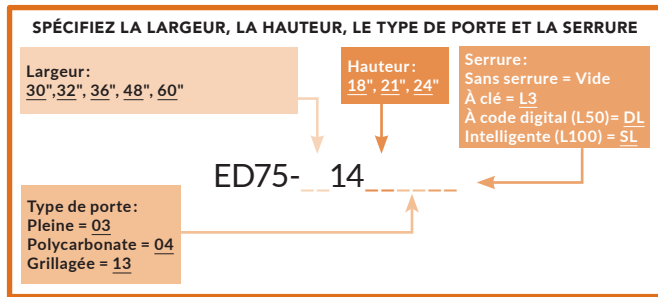 SPÉCIFIEZ LA LARGEUR, LA HAUTEUR, LE TYPE DE PORTE ET LA SERRURE
Largeur:
30", 32", 36", 48", 60"
Hauteur:
18", 21", 24"
Serrure:
Sans serrure = Vide
À clé = L3
À code digital (L50)= DL
Intelligente (L100) = SL
ED75-__14______
Type de porte:
Pleine = 03
Polycarbonate = 04
Grillagée = 13